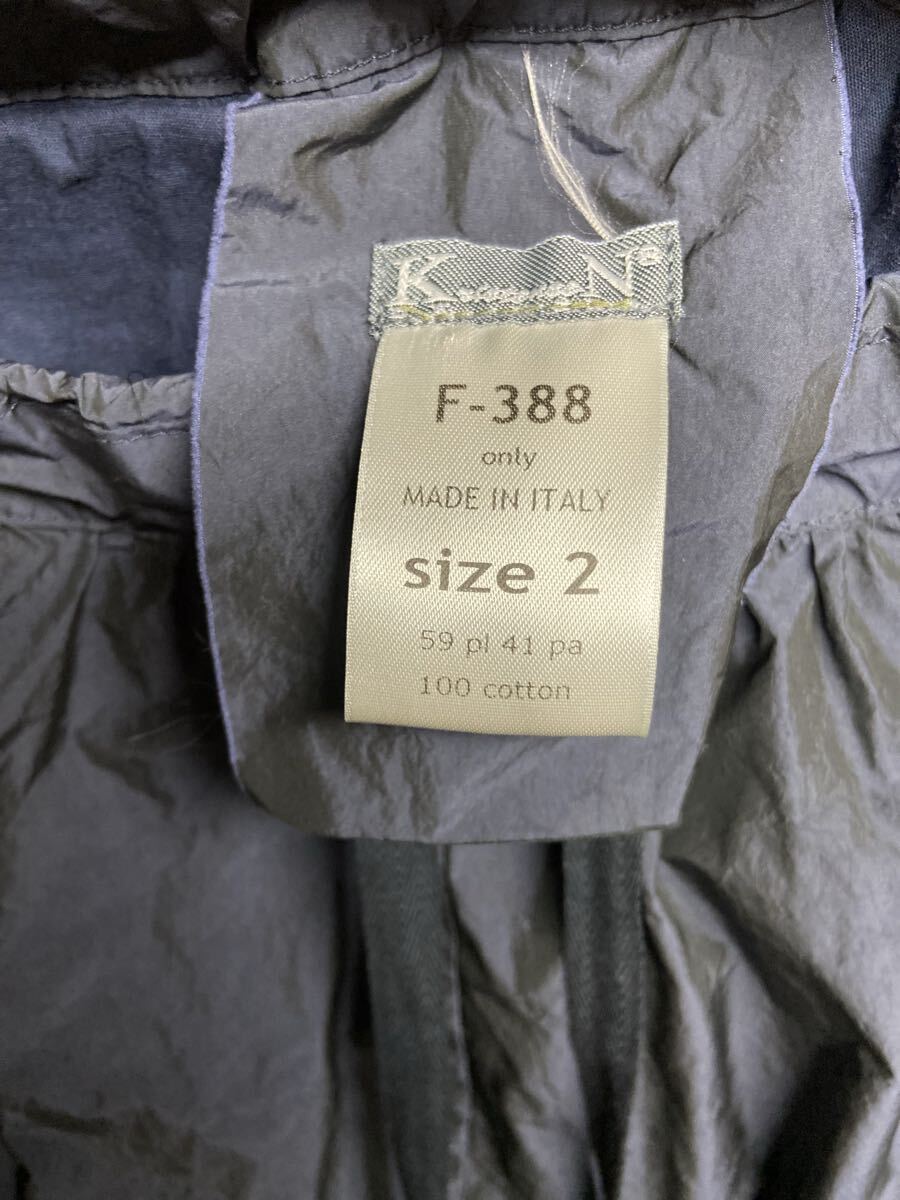 F-388
only
MADE IN ITALY
size 2
59 pl 41 pa
100 cotton